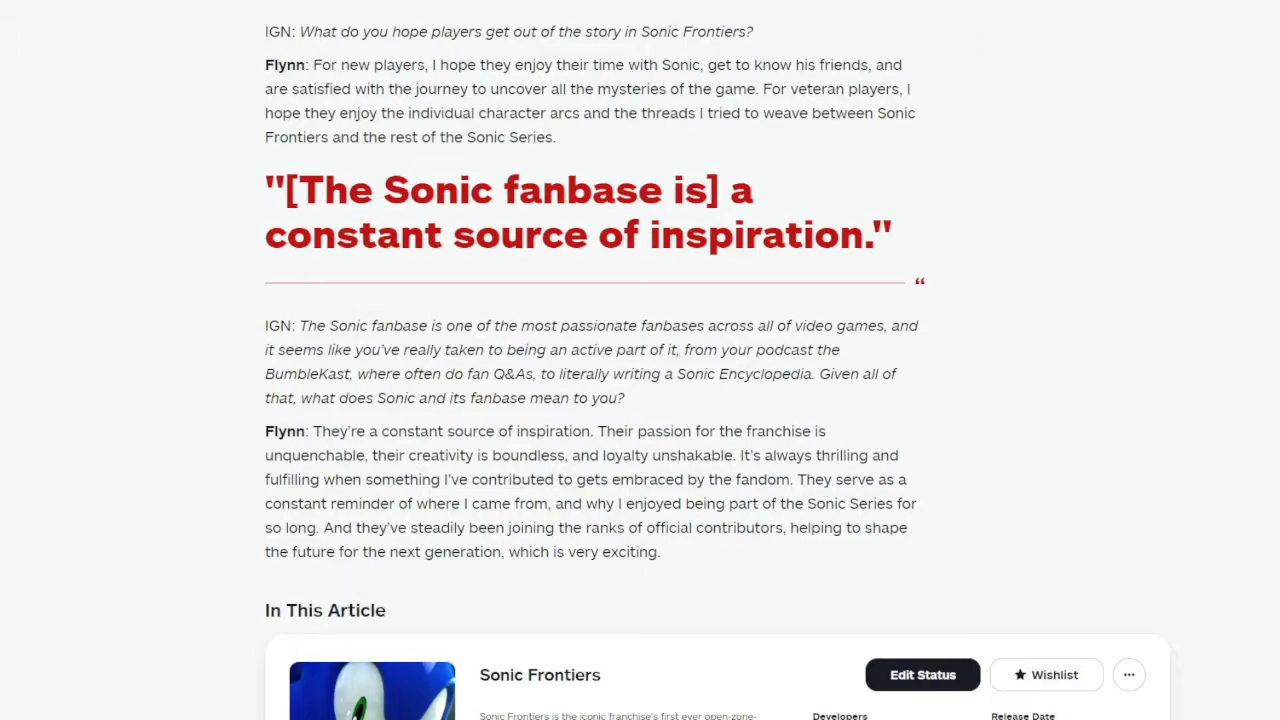 IGN: What do you hope players get out of the story in Sonic Frontiers?
Flynn: For new players, I hope they enjoy their time with Sonic, get to know his friends, and
are satisfied with the journey to uncover all the mysteries of the game. For veteran players, I
hope they enjoy the individual character arcs and the threads I tried to weave between Sonic
Frontiers and the rest of the Sonic Series.
"[The Sonic fanbase is] a
constant source of inspiration."
“
IGN: The Sonic fanbase is one of the most passionate fanbases across all of video games, and
it seems like you’ve really taken to being an active part of it, from your podcast the
BumbleKast, where often do fan Q&As, to literally writing a Sonic Encyclopedia. Given all of
that, what does Sonic and its fanbase mean to you?
Flynn: They’re a constant source of inspiration. Their passion for the franchise is
unquenchable, their creativity is boundless, and loyalty unshakable. It’s always thrilling and
fulfilling when something I’ve contributed to gets embraced by the fandom. They serve as a
constant reminder of where I came from, and why I enjoyed being part of the Sonic Series for
so long. And they’ve steadily been joining the ranks of official contributors, helping to shape
the future for the next generation, which is very exciting.
In This Article
Sonic Frontiers
Edit Status
★ Wishlist
...
Sonic Frontiers is the iconic franchise's first ever open-zone-
Developers
Release Date